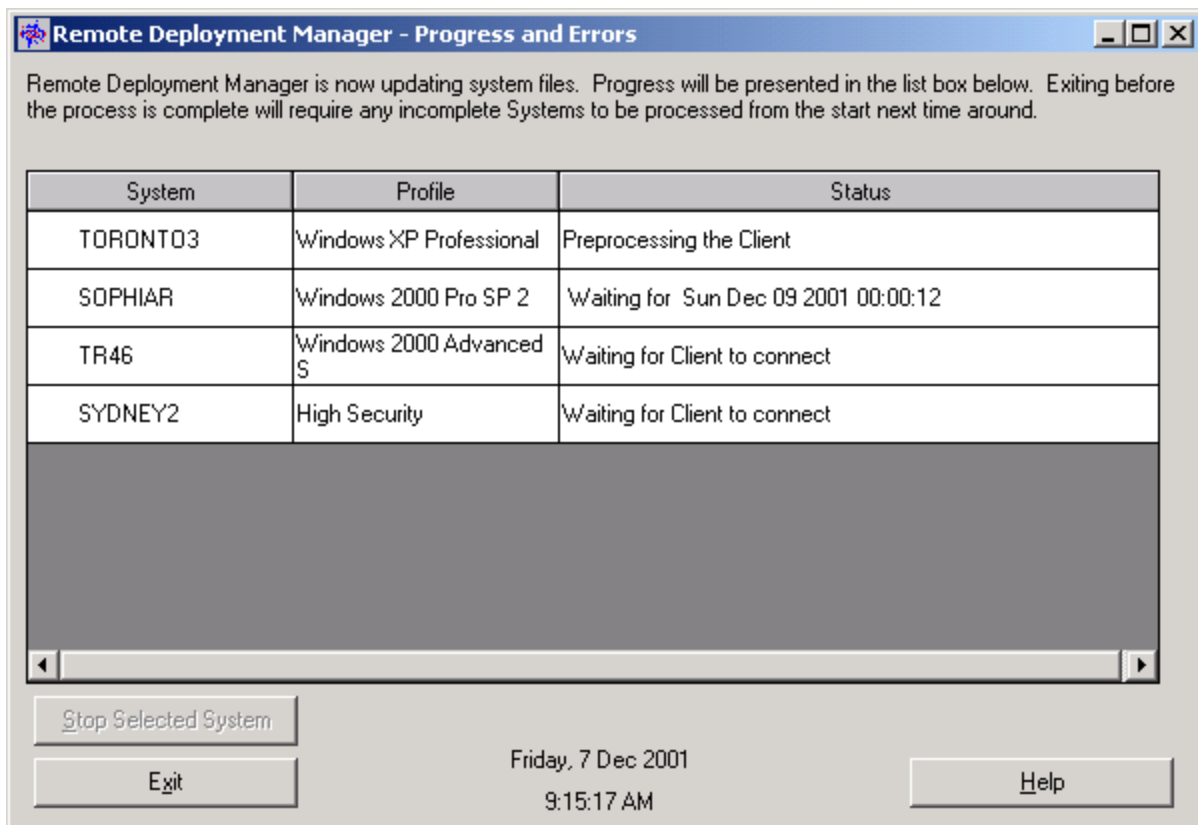 Remote Deployment Manager - Progress and Errors
Remote Deployment Manager is now updating system files.  Progress will be presented in the list box below.  Exiting before
the process is complete will require any incomplete Systems to be processed from the start next time around.
System Profile Status
TORONTO3 Windows XP Professional Preprocessing the Client
SOPHIAR Windows 2000 Pro SP 2 Waiting for  Sun Dec 09 2001 00:00:12
TR46 Windows 2000 Advanced
S
Waiting for Client to connect
SYDNEY2 High Security Waiting for Client to connect
Stop Selected System
Exit
Friday, 7 Dec 2001
9:15:17 AM
Help